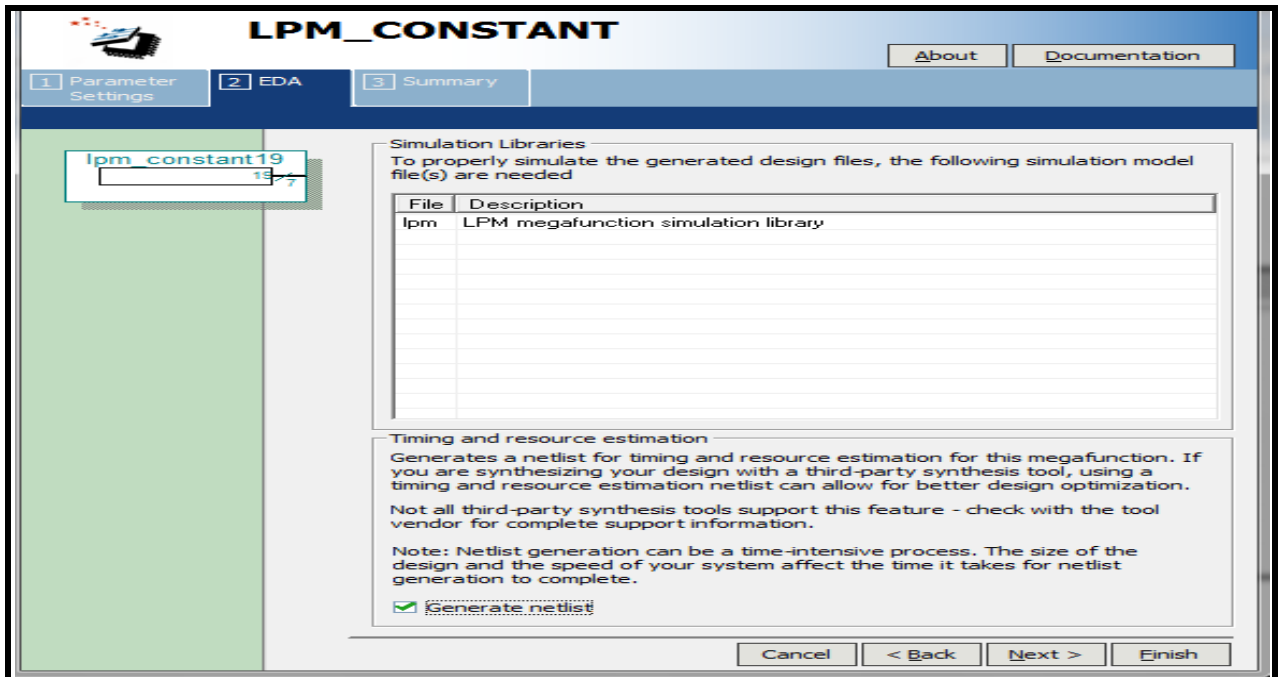 LPM_CONSTANT
About
Documentation
1 Parameter
Settings
2 EDA
3 Summary
lpm_constant19
19
7
Simulation Libraries
To properly simulate the generated design files, the following simulation model
file(s) are needed
File Description
lpm LPM megafunction simulation library
Timing and resource estimation
Generates a netlist for timing and resource estimation for this megafunction. If
you are synthesizing your design with a third-party synthesis tool, using a
timing and resource estimation netlist can allow for better design optimization.
Not all third-party synthesis tools support this feature - check with the tool
vendor for complete support information.
Note: Netlist generation can be a time-intensive process. The size of the
design and the speed of your system affect the time it takes for netlist
generation to complete.
Generate netlist
Cancel
< Back
Next >
Finish